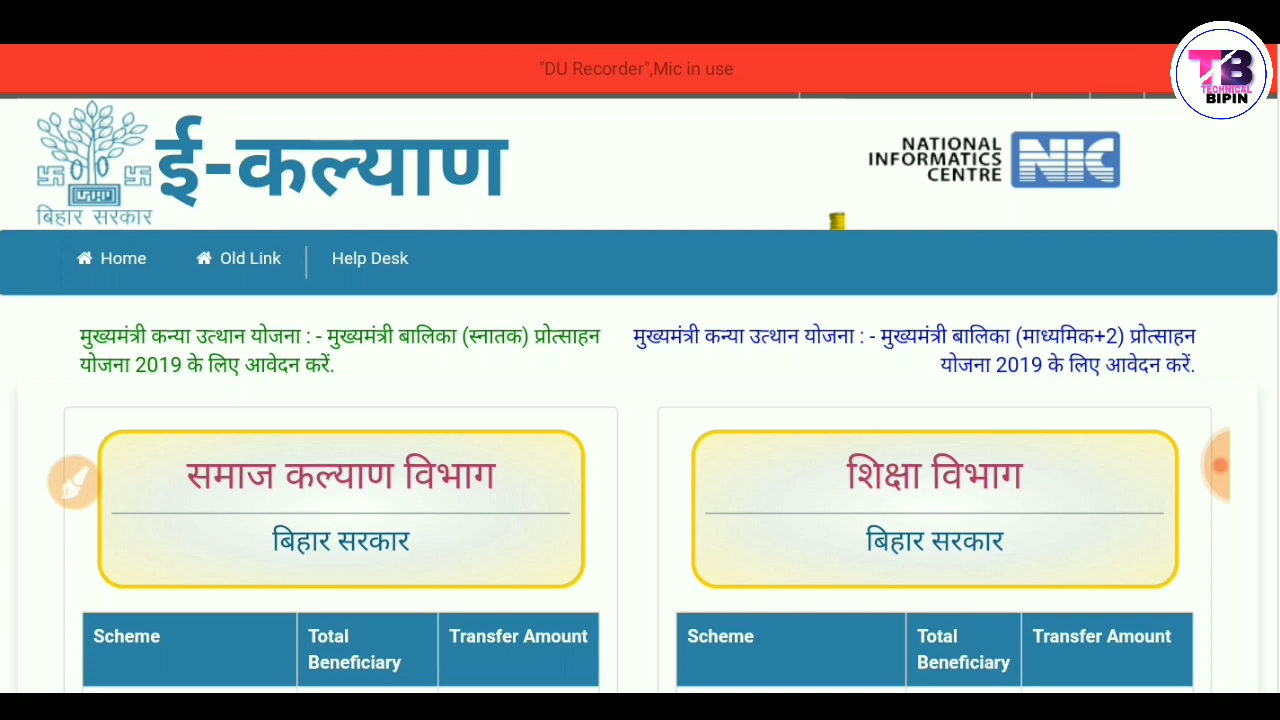 "DU Recorder",Mic in use
TB
TECHNICAL
BIPIN
ई-कल्याण
बिहार सरकार
NATIONAL
INFORMATICS
CENTRE
NIC
Home
Old Link
Help Desk
मुख्यमंत्री कन्या उत्थान योजना : - मुख्यमंत्री बालिका (स्नातक) प्रोत्साहन
योजना 2019 के लिए आवेदन करें.
मुख्यमंत्री कन्या उत्थान योजना : - मुख्यमंत्री बालिका (माध्यमिक+2) प्रोत्साहन
योजना 2019 के लिए आवेदन करें.
समाज कल्याण विभाग
बिहार सरकार
शिक्षा विभाग
बिहार सरकार
Scheme
Total
Beneficiary
Transfer Amount
Scheme
Total
Beneficiary
Transfer Amount